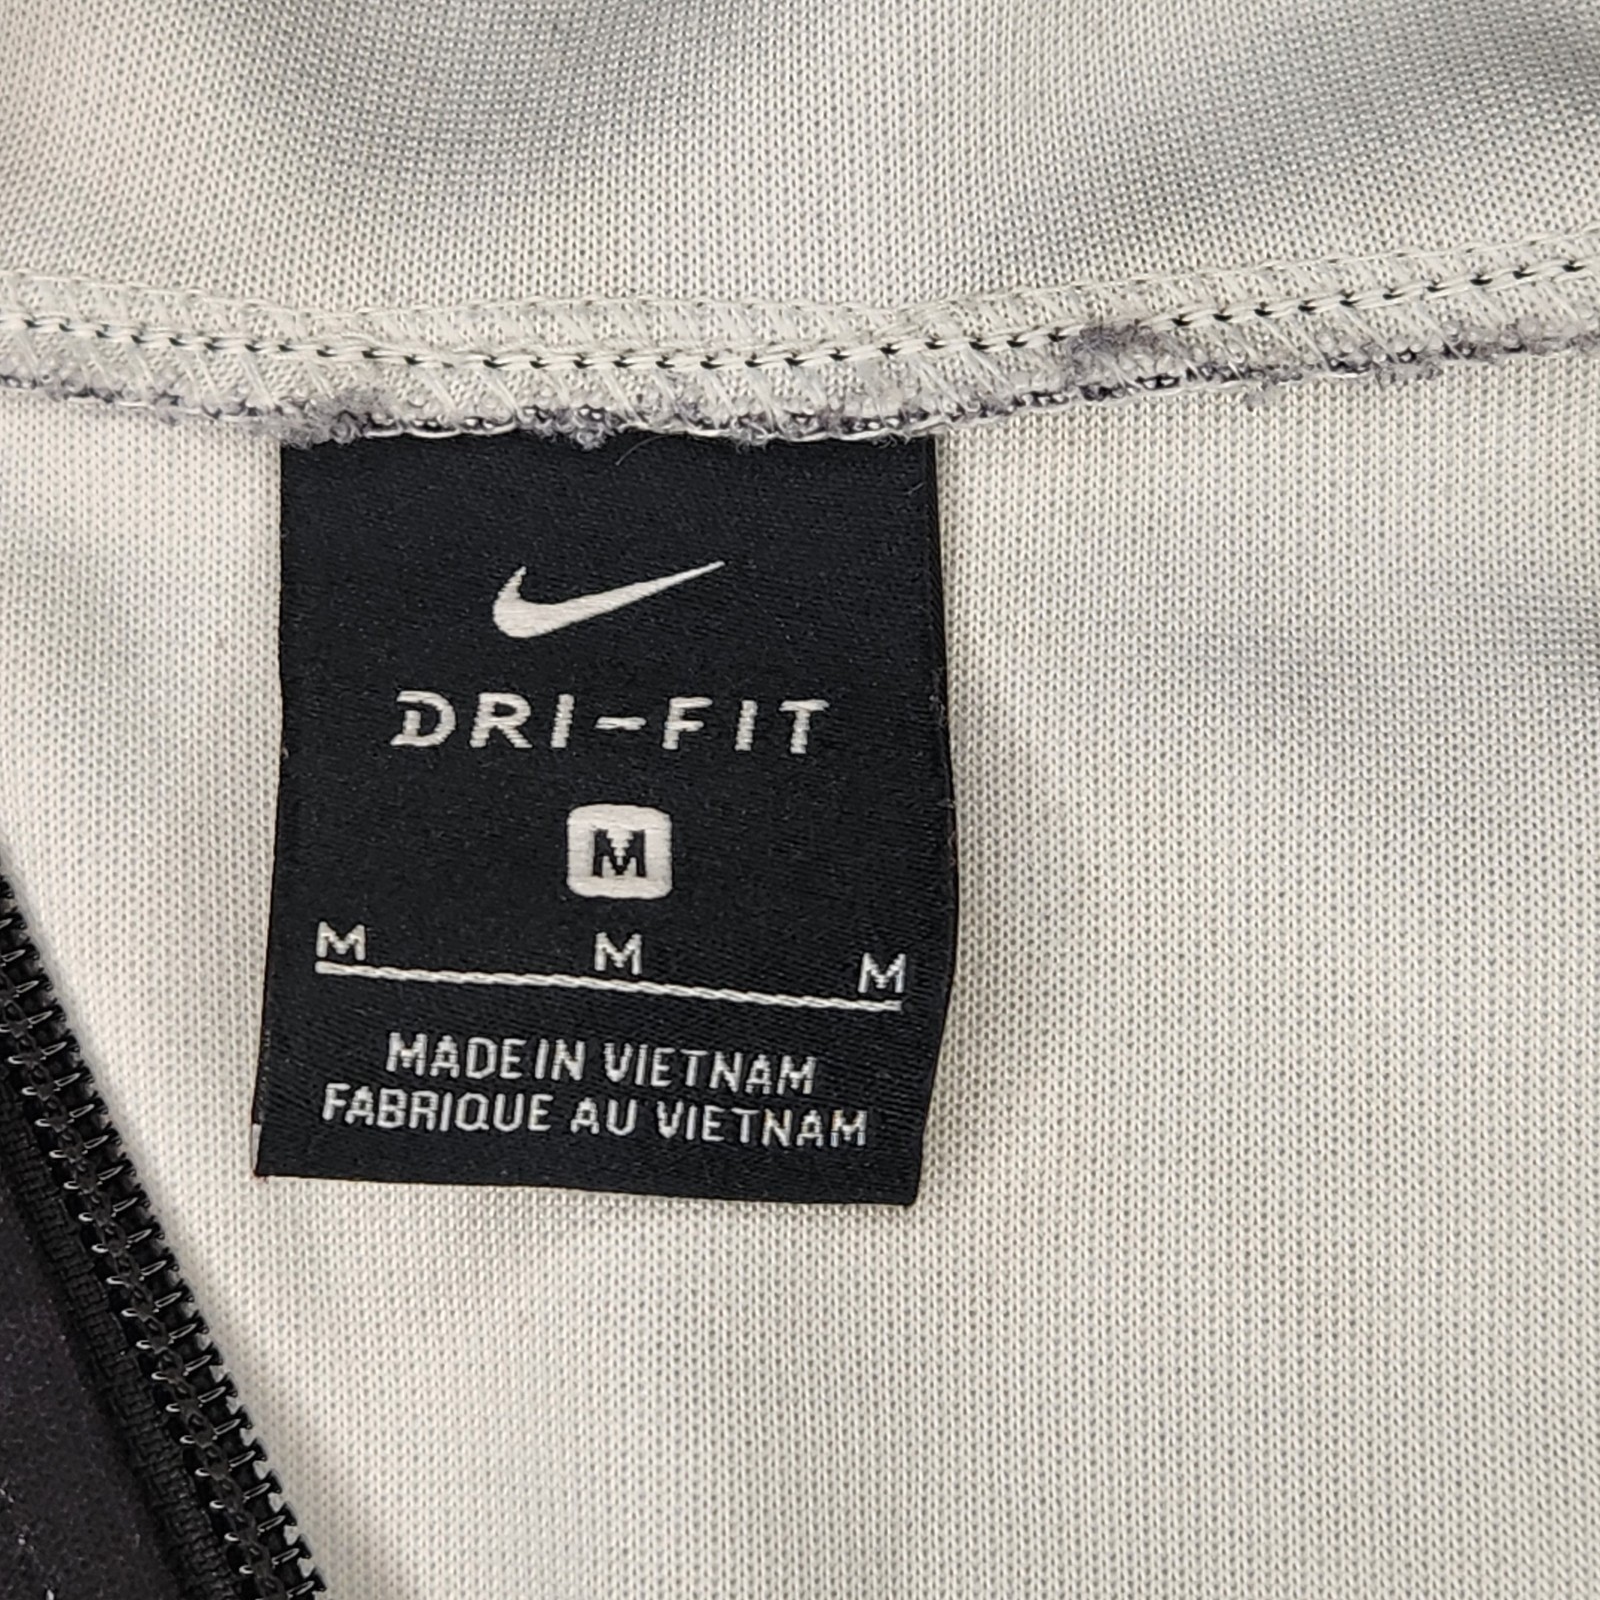 DRI-FIT
M
M M M
MADE IN VIETNAM
FABRIQUE AU VIETNAM